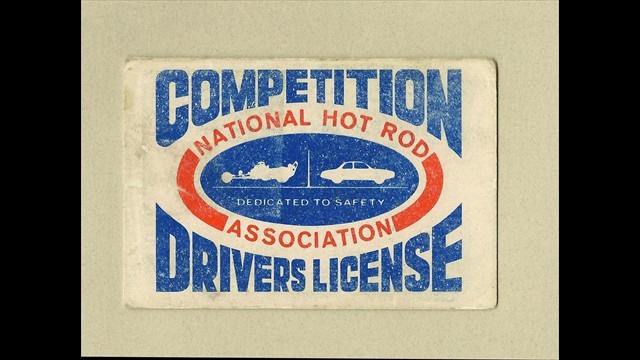 COMPETITION
NATIONAL HOT ROD
DEDICATED TO SAFETY
ASSOCIATION
DRIVERS LICENSE